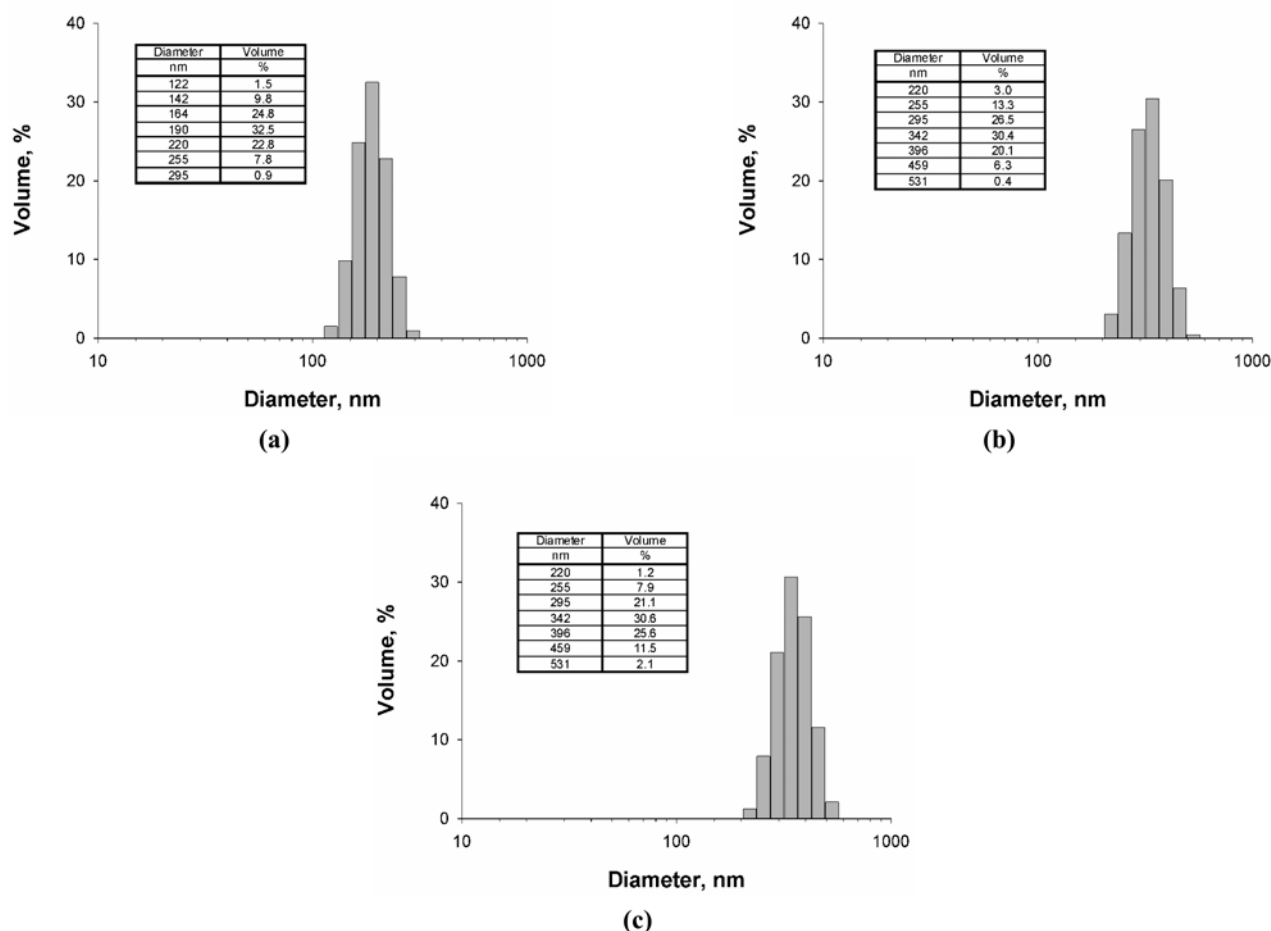 40
30
20
10
0
Volume, %
Diameter Volume
nm %
122 1.5
142 9.8
164 24.8
190 32.5
220 22.8
255 7.8
295 0.9
10 100 1000
Diameter, nm
(a)
40
30
20
10
0
Volume, %
Diameter Volume
nm %
220 3.0
255 13.3
295 26.5
342 30.4
396 20.1
459 6.3
531 0.4
10 100 1000
Diameter, nm
(b)
40
30
20
10
0
Volume, %
Diameter Volume
nm %
220 1.2
255 7.9
295 21.1
342 30.6
396 25.6
459 11.5
531 2.1
10 100 1000
Diameter, nm
(c)